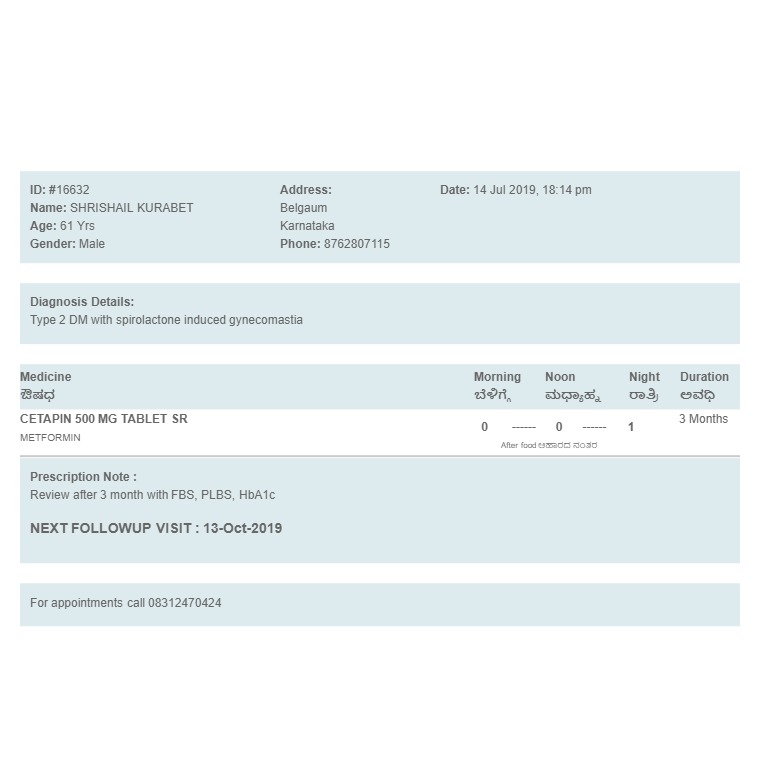 ID: #16632
Name: SHRISHAIL KURABET
Age: 61 Yrs
Gender: Male
Address:
Belgaum
Karnataka
Phone: 8762807115
Date: 14 Jul 2019, 18:14 pm
Diagnosis Details:
Type 2 DM with spirolactone induced gynecomastia
Medicine Morning Noon Night Duration
ಔಷಧ ಬೆಳಿಗ್ಗೆ ಮಧ್ಯಾಹ್ನ ರಾತ್ರಿ ಅವಧಿ
CETAPIN 500 MG TABLET SR 0 ------ 0 ------ 1 3 Months
METFORMIN
After food ಆಹಾರದ ನಂತರ
Prescription Note :
Review after 3 month with FBS, PLBS, HbA1c
NEXT FOLLOWUP VISIT : 13-Oct-2019
For appointments call 08312470424